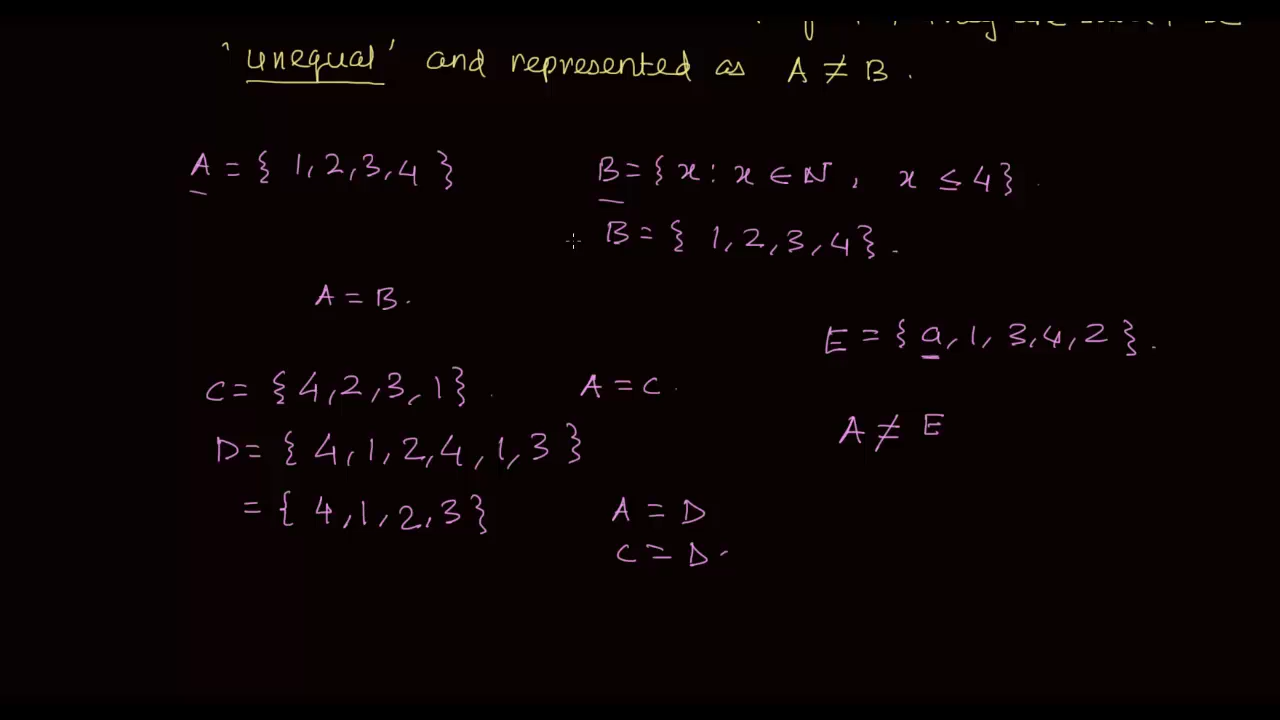 'unequal' and represented as A ≠ B.
A = { 1, 2, 3, 4 }
B = { x : x ∈ N, x ≤ 4 }.
B = { 1, 2, 3, 4 }.
A = B.
E = { a, 1, 3, 4, 2 }.
C = { 4, 2, 3, 1 }.
A = C.
A ≠ E
D = { 4, 1, 2, 4, 1, 3 }
= { 4, 1, 2, 3 }
A = D
C = D.